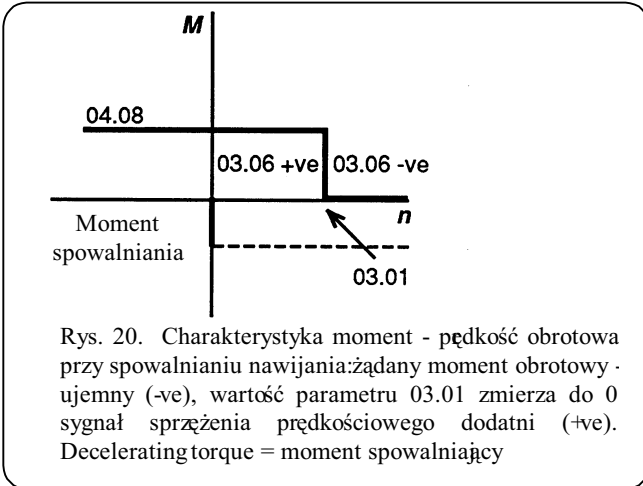 M
04.08
03.06 +ve 03.06 -ve
n
Moment
spowalniania
03.01
Rys. 20. Charakterystyka moment - prędkość obrotowa
przy spowalnianiu nawijania:żądany moment obrotowy -
ujemny (-ve), wartość parametru 03.01 zmierza do 0
sygnał sprzężenia prędkościowego dodatni (+ve).
Decelerating torque = moment spowalniający